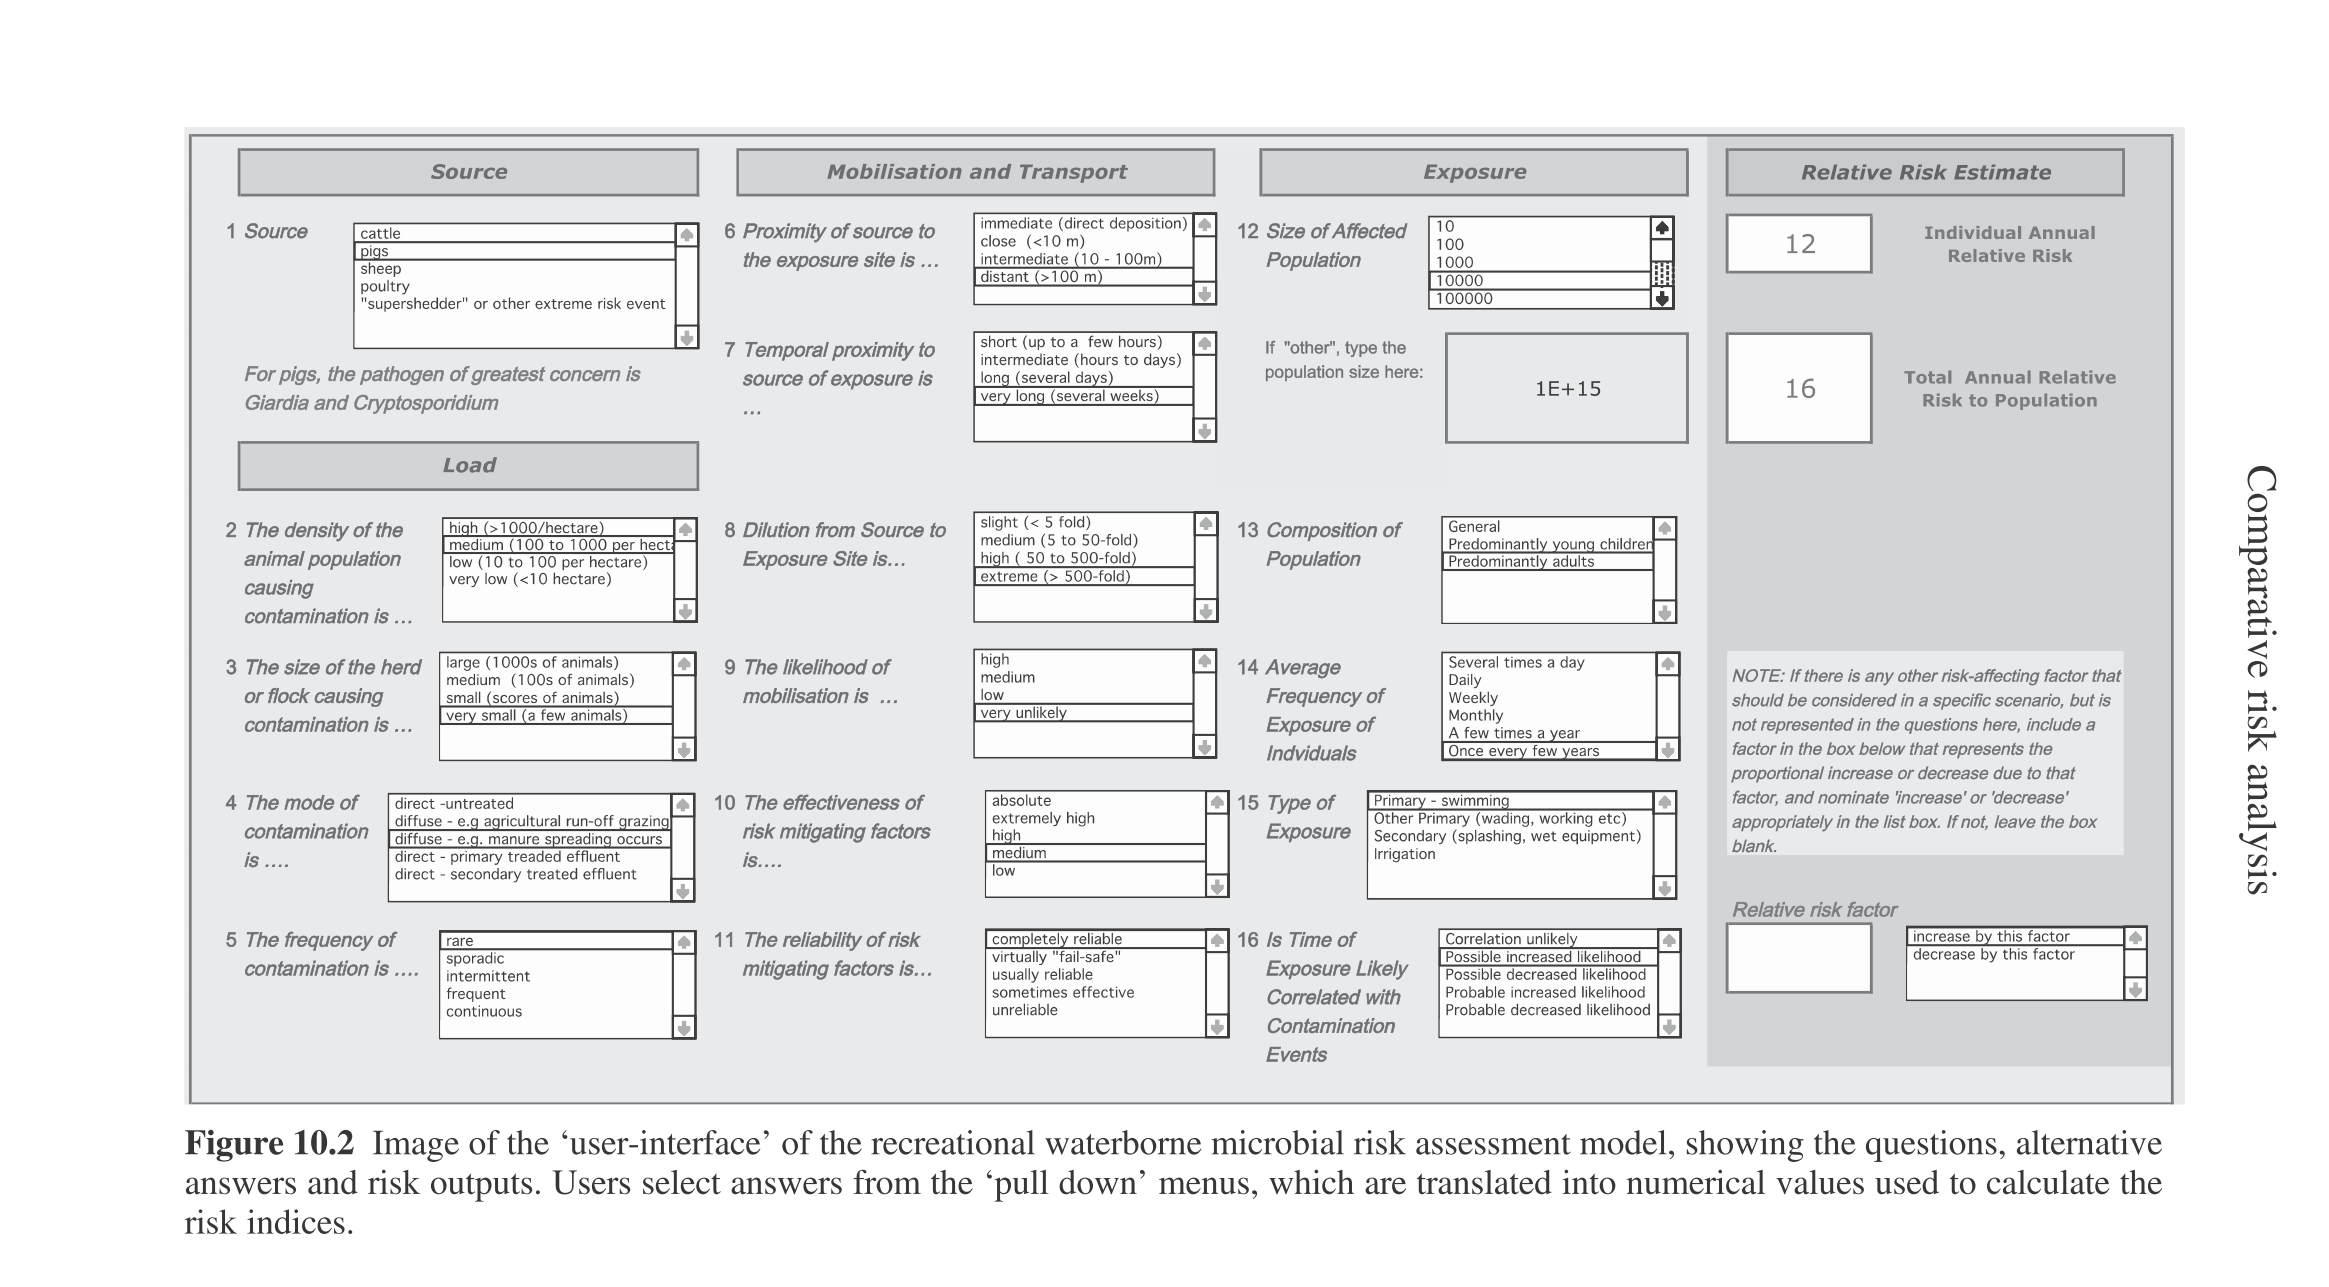 Source
1 Source
cattle
pigs
sheep
poultry
"supershedder" or other extreme risk event
For pigs, the pathogen of greatest concern is
Giardia and Cryptosporidium
Load
2 The density of the
animal population
causing
contamination is …
high (>1000/hectare)
medium (100 to 1000 per hecta
low (10 to 100 per hectare)
very low (<10 hectare)
3 The size of the herd
or flock causing
contamination is …
large (1000s of animals)
medium (100s of animals)
small (scores of animals)
very small (a few animals)
4 The mode of
contamination
is ….
direct -untreated
diffuse - e.g agricultural run-off grazing
diffuse - e.g. manure spreading occurs
direct - primary treaded effluent
direct - secondary treated effluent
5 The frequency of
contamination is ….
rare
sporadic
intermittent
frequent
continuous
Mobilisation and Transport
6 Proximity of source to
the exposure site is …
immediate (direct deposition)
close (<10 m)
intermediate (10 - 100m)
distant (>100 m)
7 Temporal proximity to
source of exposure is
…
short (up to a few hours)
intermediate (hours to days)
long (several days)
very long (several weeks)
8 Dilution from Source to
Exposure Site is…
slight (< 5 fold)
medium (5 to 50-fold)
high ( 50 to 500-fold)
extreme (> 500-fold)
9 The likelihood of
mobilisation is …
high
medium
low
very unlikely
10 The effectiveness of
risk mitigating factors
is….
absolute
extremely high
high
medium
low
11 The reliability of risk
mitigating factors is…
completely reliable
virtually "fail-safe"
usually reliable
sometimes effective
unreliable
Exposure
12 Size of Affected
Population
10
100
1000
10000
100000
If "other", type the
population size here:
1E+15
13 Composition of
Population
General
Predominantly young children
Predominantly adults
14 Average
Frequency of
Exposure of
Indviduals
Several times a day
Daily
Weekly
Monthly
A few times a year
Once every few years
15 Type of
Exposure
Primary - swimming
Other Primary (wading, working etc)
Secondary (splashing, wet equipment)
Irrigation
16 Is Time of
Exposure Likely
Correlated with
Contamination
Events
Correlation unlikely
Possible increased likelihood
Possible decreased likelihood
Probable increased likelihood
Probable decreased likelihood
Relative Risk Estimate
12
Individual Annual
Relative Risk
16
Total Annual Relative
Risk to Population
NOTE: If there is any other risk-affecting factor that
should be considered in a specific scenario, but is
not represented in the questions here, include a
factor in the box below that represents the
proportional increase or decrease due to that
factor, and nominate 'increase' or 'decrease'
appropriately in the list box. If not, leave the box
blank.
Relative risk factor
increase by this factor
decrease by this factor
Comparative risk analysis
Figure 10.2 Image of the ‘user-interface’ of the recreational waterborne microbial risk assessment model, showing the questions, alternative
answers and risk outputs. Users select answers from the ‘pull down’ menus, which are translated into numerical values used to calculate the
risk indices.